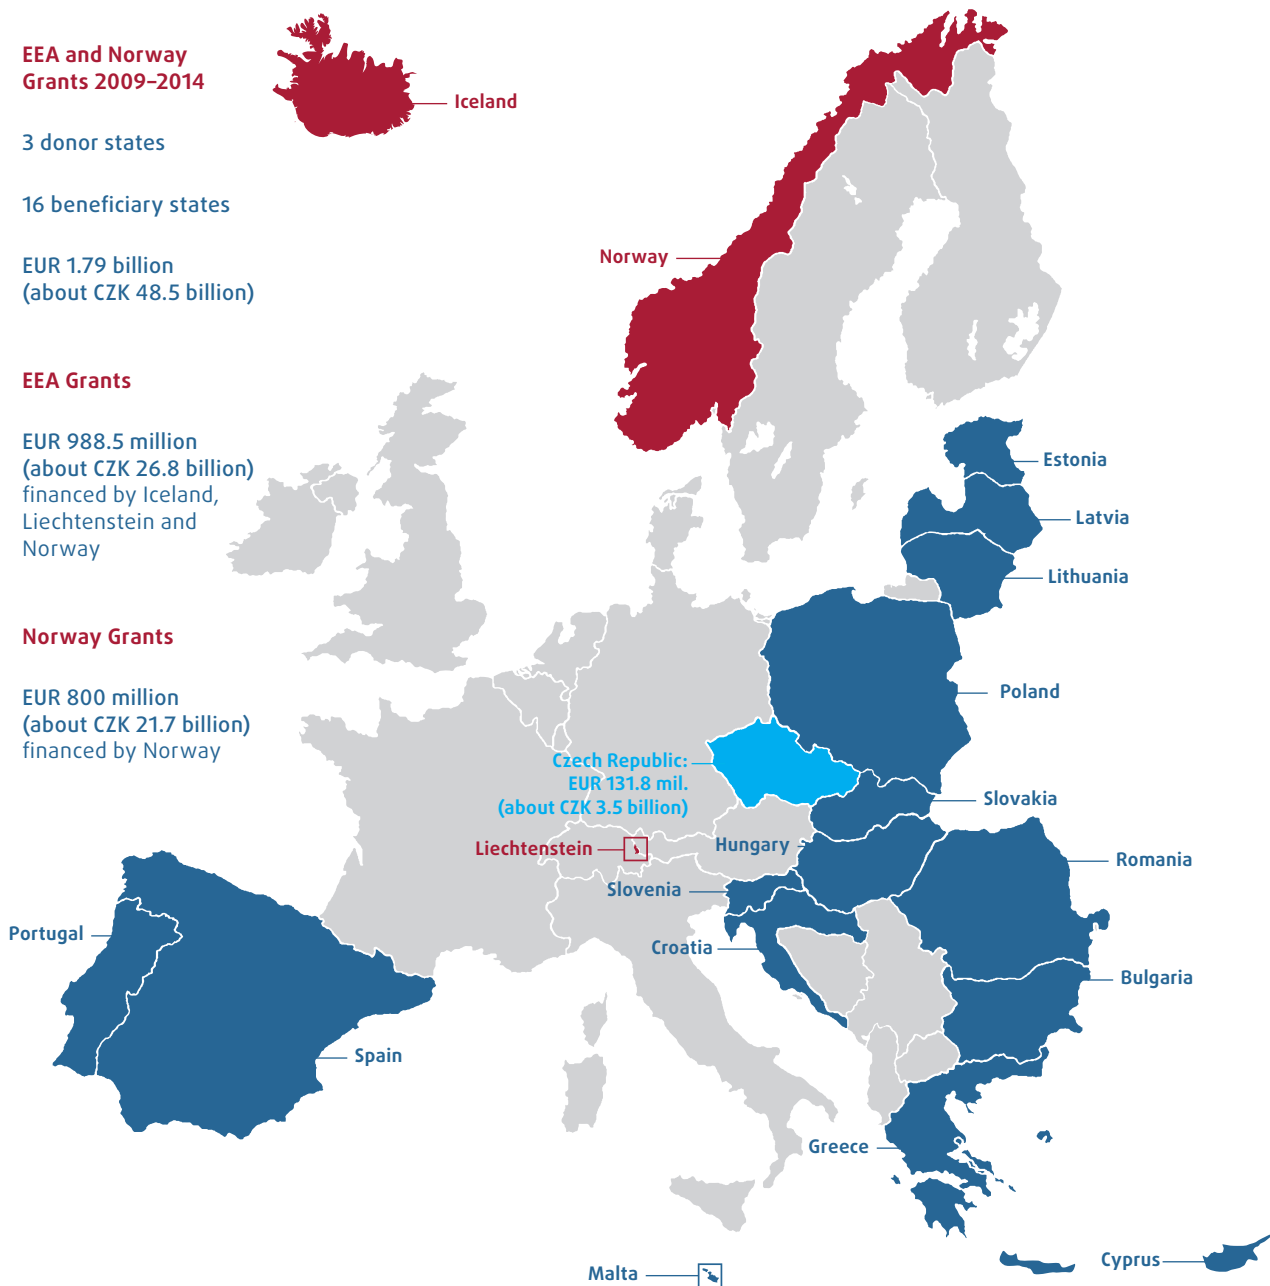 EEA and Norway
Grants 2009–2014
3 donor states
16 beneficiary states
EUR 1.79 billion
(about CZK 48.5 billion)
EEA Grants
EUR 988.5 million
(about CZK 26.8 billion)
financed by Iceland,
Liechtenstein and
Norway
Norway Grants
EUR 800 million
(about CZK 21.7 billion)
financed by Norway
Iceland
Norway
Estonia
Latvia
Lithuania
Poland
Czech Republic:
EUR 131.8 mil.
(about CZK 3.5 billion)
Slovakia
Liechtenstein
Hungary
Romania
Slovenia
Portugal
Croatia
Bulgaria
Spain
Greece
Cyprus
Malta